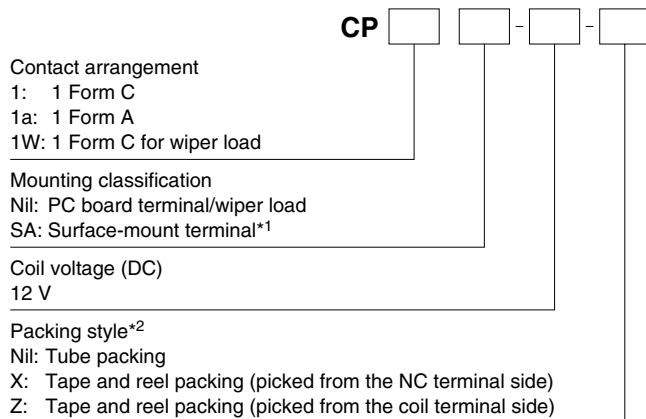 CP - -
Contact arrangement
1: 1 Form C
1a: 1 Form A
1W: 1 Form C for wiper load
Mounting classification
Nil: PC board terminal/wiper load
SA: Surface-mount terminal*1
Coil voltage (DC)
12 V
Packing style*2
Nil: Tube packing
X: Tape and reel packing (picked from the NC terminal side)
Z: Tape and reel packing (picked from the coil terminal side)